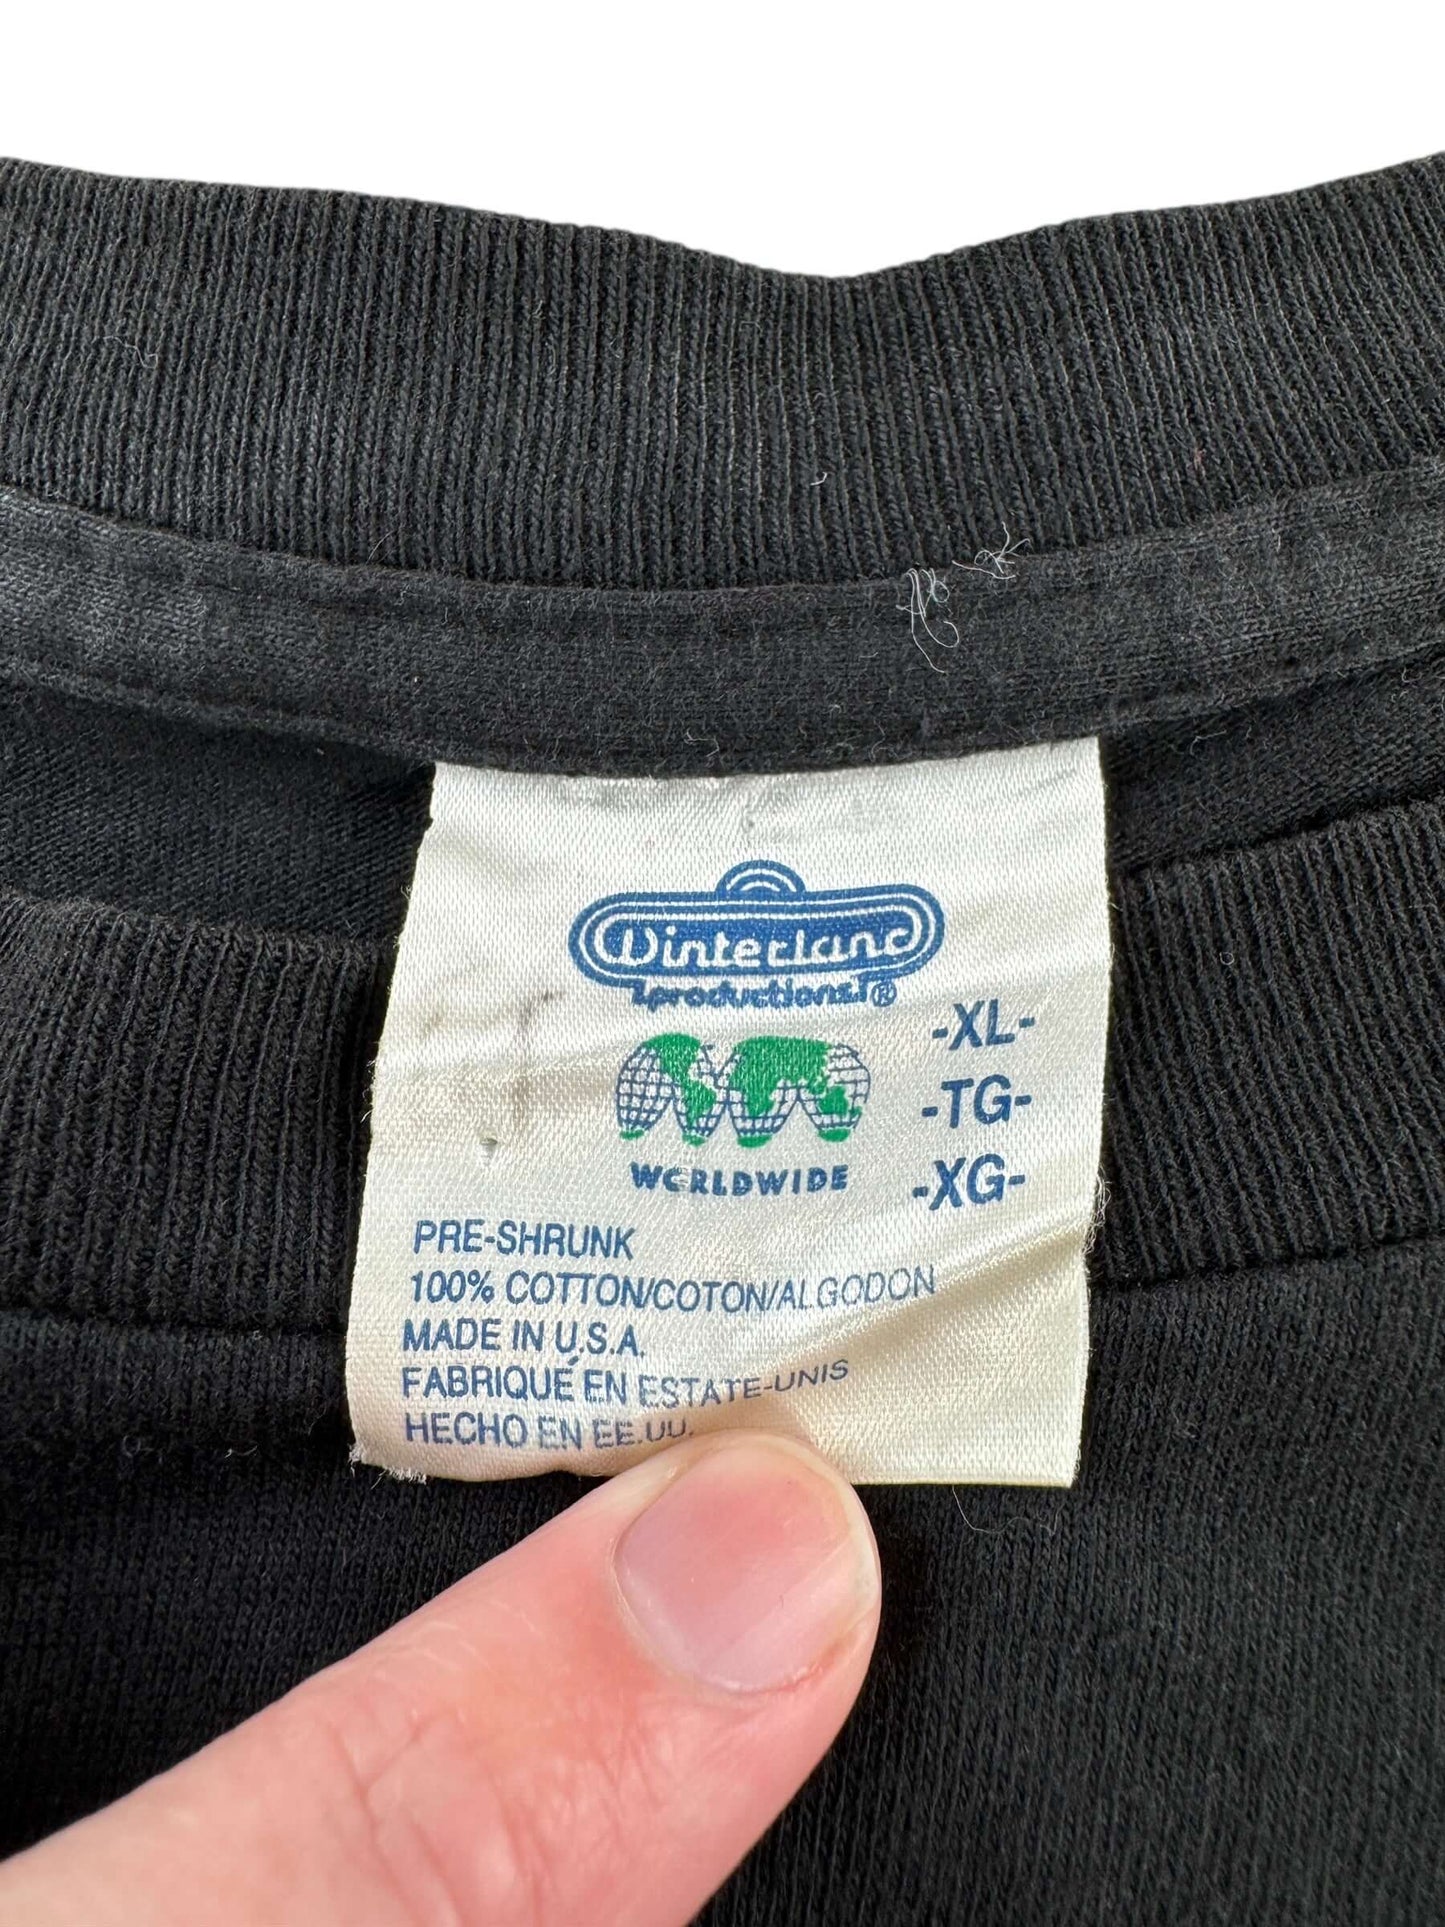 Winterland
productions®
-XL-
-TG-
-XG-
WORLDWIDE
PRE-SHRUNK
100% COTTON/COTON/ALGODON
MADE IN U.S.A.
FABRIQUÉ EN ESTATE-UNIS
HECHO EN EE.UU.